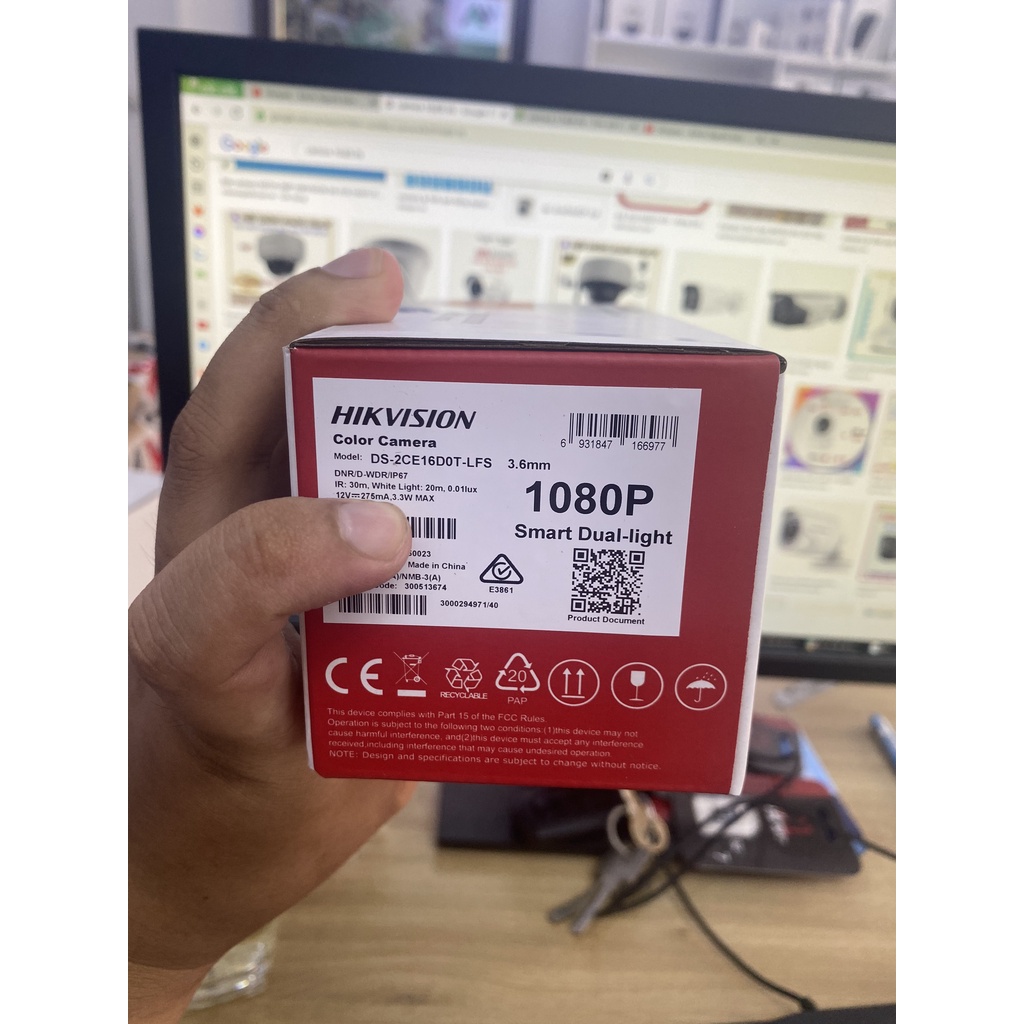 Google
HIKVISION
Color Camera
Model: DS-2CE16D0T-LFS 3.6mm
DNR/D-WDR/IP67
IR: 30m, White Light: 20m, 0.01lux
12V⎓275mA,3.3W MAX
6 931847 166977
1080P
Smart Dual-light
Made in China
)/NMB-3(A)
300513674
3000294971/40
E3861
Product Document
CE
RECYCLABLE
20
PAP
This device complies with Part 15 of the FCC Rules.
Operation is subject to the following two conditions:(1)this device may not
cause harmful interference, and(2)this device must accept any interference
received,including interference that may cause undesired operation.
NOTE: Design and specifications are subject to change without notice.